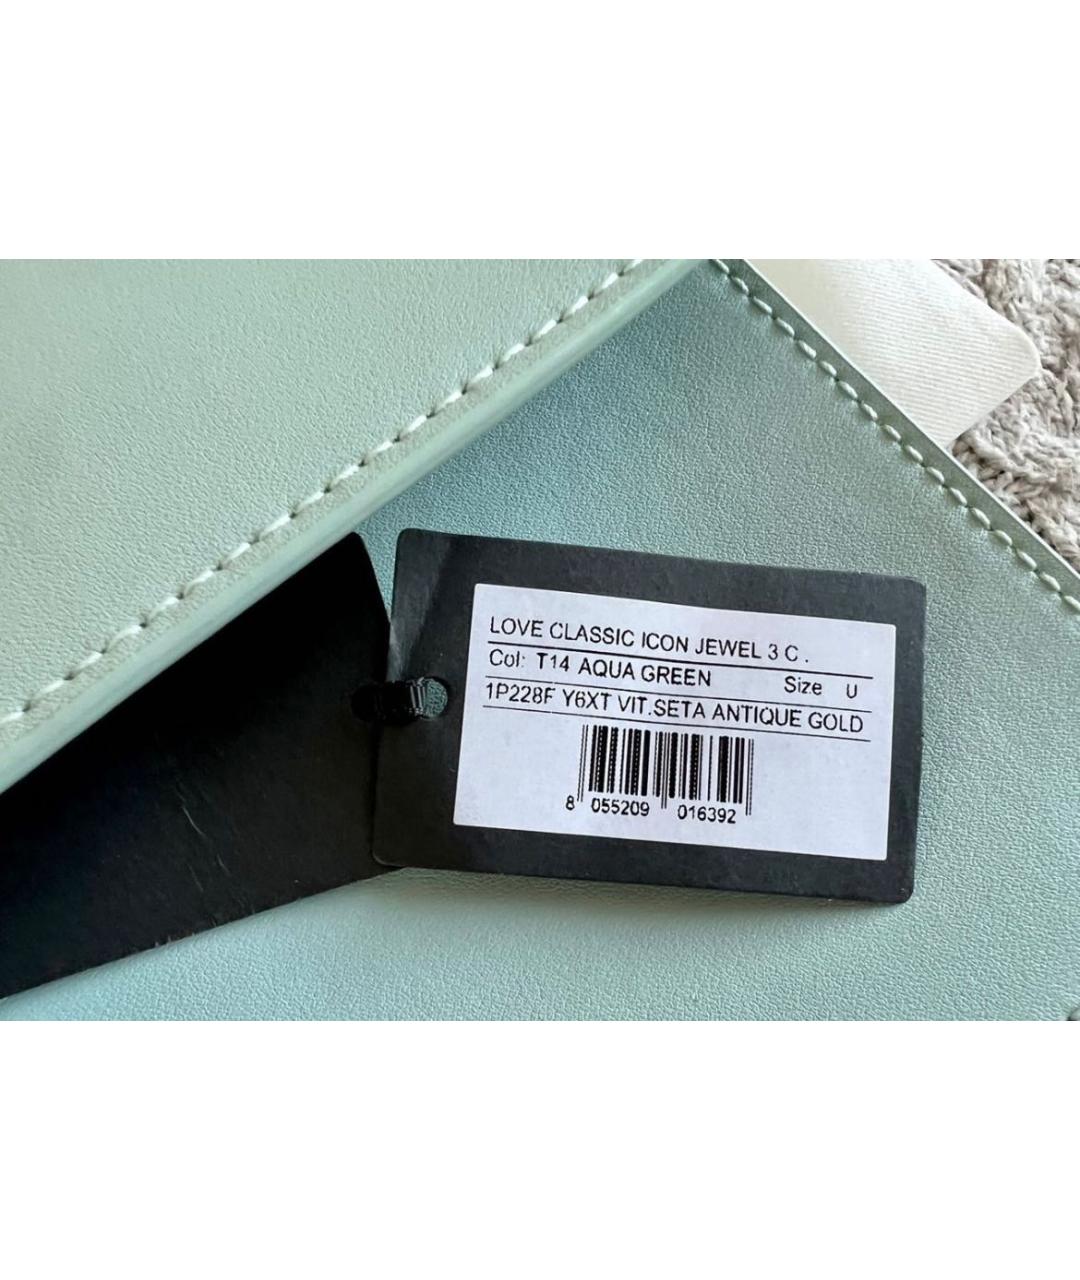 LOVE CLASSIC ICON JEWEL 3 C .
Col: T14 AQUA GREEN Size U
1P228F Y6XT VIT.SETA ANTIQUE GOLD
8 055209 016392